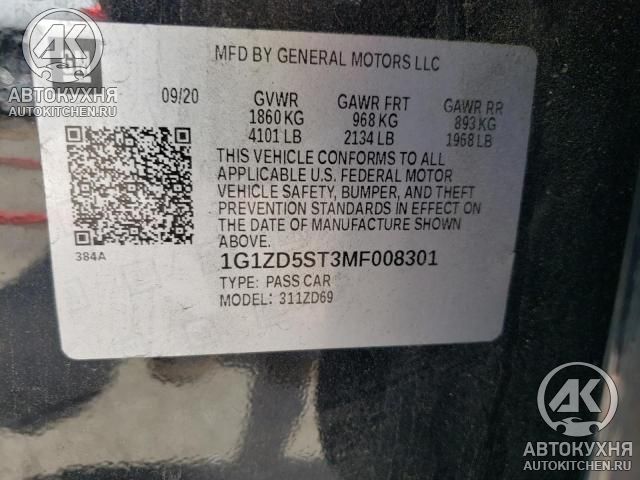 MFD BY GENERAL MOTORS LLC
09/20 GVWR GAWR FRT GAWR RR
1860 KG 968 KG 893 KG
4101 LB 2134 LB 1968 LB
THIS VEHICLE CONFORMS TO ALL
APPLICABLE U.S. FEDERAL MOTOR
VEHICLE SAFETY, BUMPER, AND THEFT
PREVENTION STANDARDS IN EFFECT ON
THE DATE OF MANUFACTURE SHOWN
ABOVE.
384A
1G1ZD5ST3MF008301
TYPE: PASS CAR
MODEL: 311ZD69
АК
АВТОКУХНЯ
AUTOKITCHEN.RU
АК
АВТОКУХНЯ
AUTOKITCHEN.RU